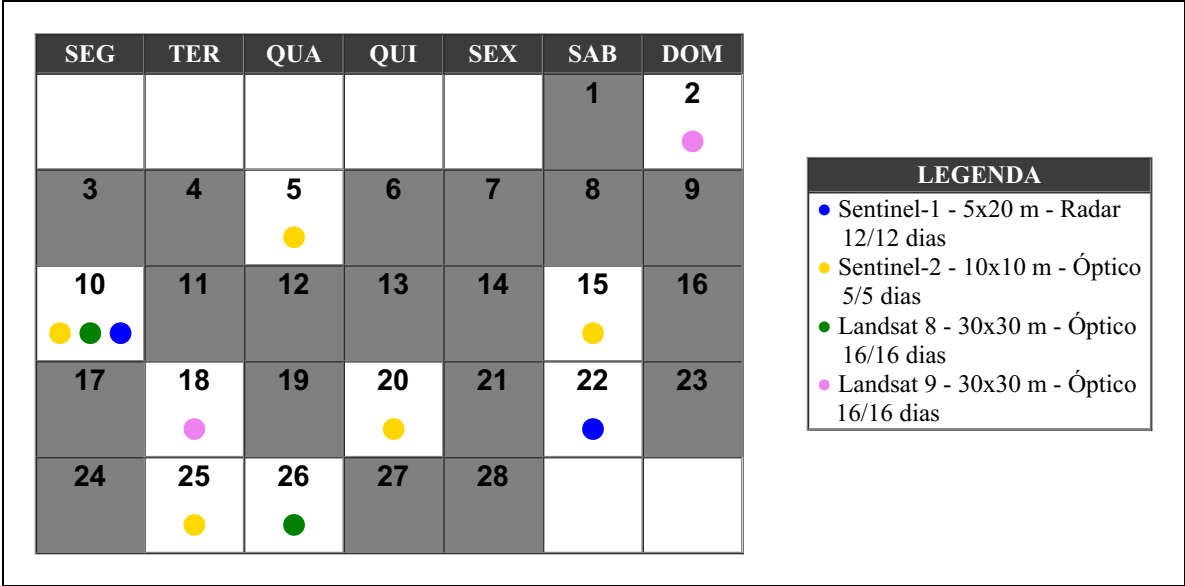 SEG TER QUA QUI SEX SAB DOM
1 2
3 4 5 6 7 8 9
10 11 12 13 14 15 16
17 18 19 20 21 22 23
24 25 26 27 28
LEGENDA
Sentinel-1 - 5x20 m - Radar
12/12 dias
Sentinel-2 - 10x10 m - Óptico
5/5 dias
Landsat 8 - 30x30 m - Óptico
16/16 dias
Landsat 9 - 30x30 m - Óptico
16/16 dias